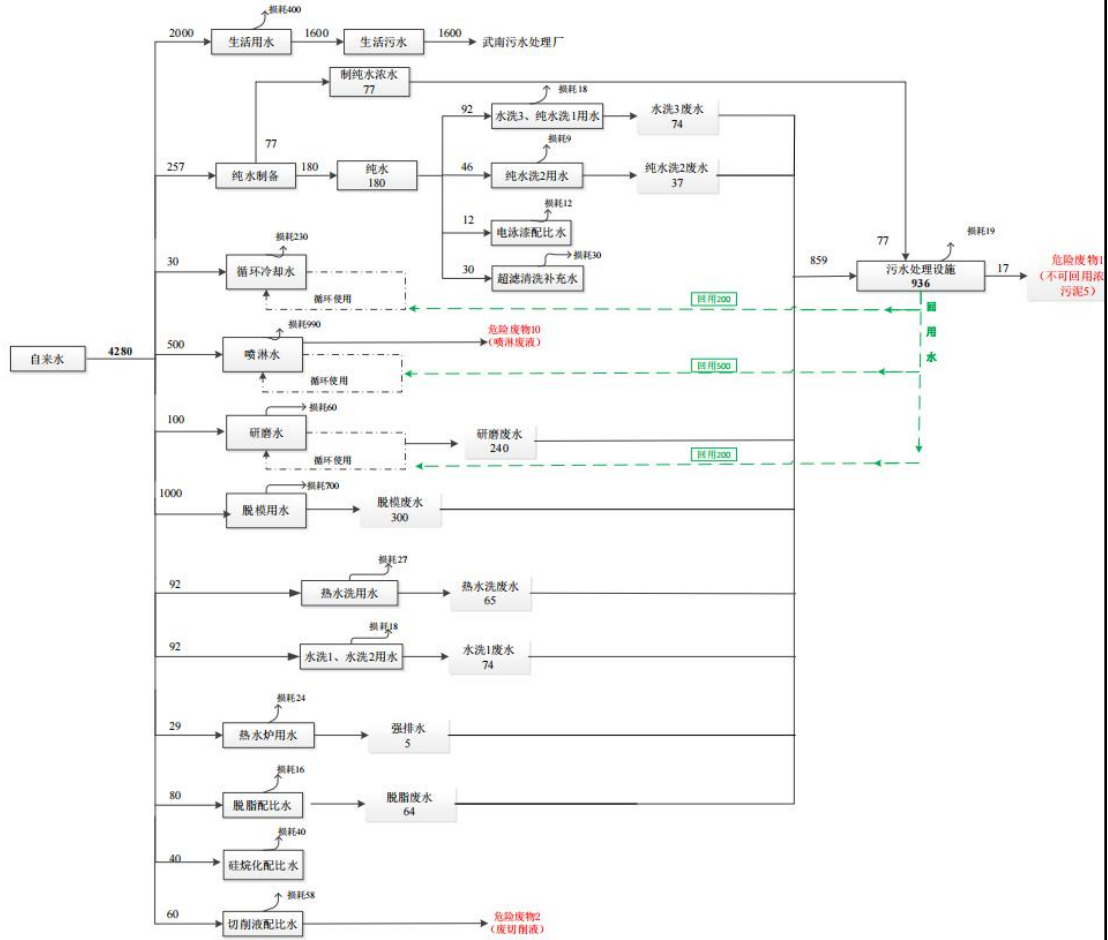 损耗400
2000
生活用水
1600
生活污水
1600
武南污水处理厂
制纯水浓水
77
77
257
纯水制备
180
纯水
180
92
损耗18
水洗3、纯水洗1用水
水洗3废水
74
46
损耗9
纯水洗2用水
纯水洗2废水
37
12
损耗12
电泳漆配比水
30
损耗30
超滤清洗补充水
859
77
损耗19
污水处理设施
936
17
危险废物1
(不可回用浓
污泥5)
回
用
水
30
损耗230
循环冷却水
循环使用
回用200
自来水
4280
500
损耗990
喷淋水
循环使用
危险废物10
(喷淋废液)
回用500
100
损耗60
研磨水
循环使用
研磨废水
240
回用200
1000
损耗700
脱模用水
脱模废水
300
92
损耗27
热水洗用水
热水洗废水
65
92
损耗18
水洗1、水洗2用水
水洗1废水
74
29
损耗24
热水炉用水
强排水
5
80
损耗16
脱脂配比水
脱脂废水
64
40
损耗40
硅烷化配比水
60
损耗58
切削液配比水
危险废物2
(废切削液)